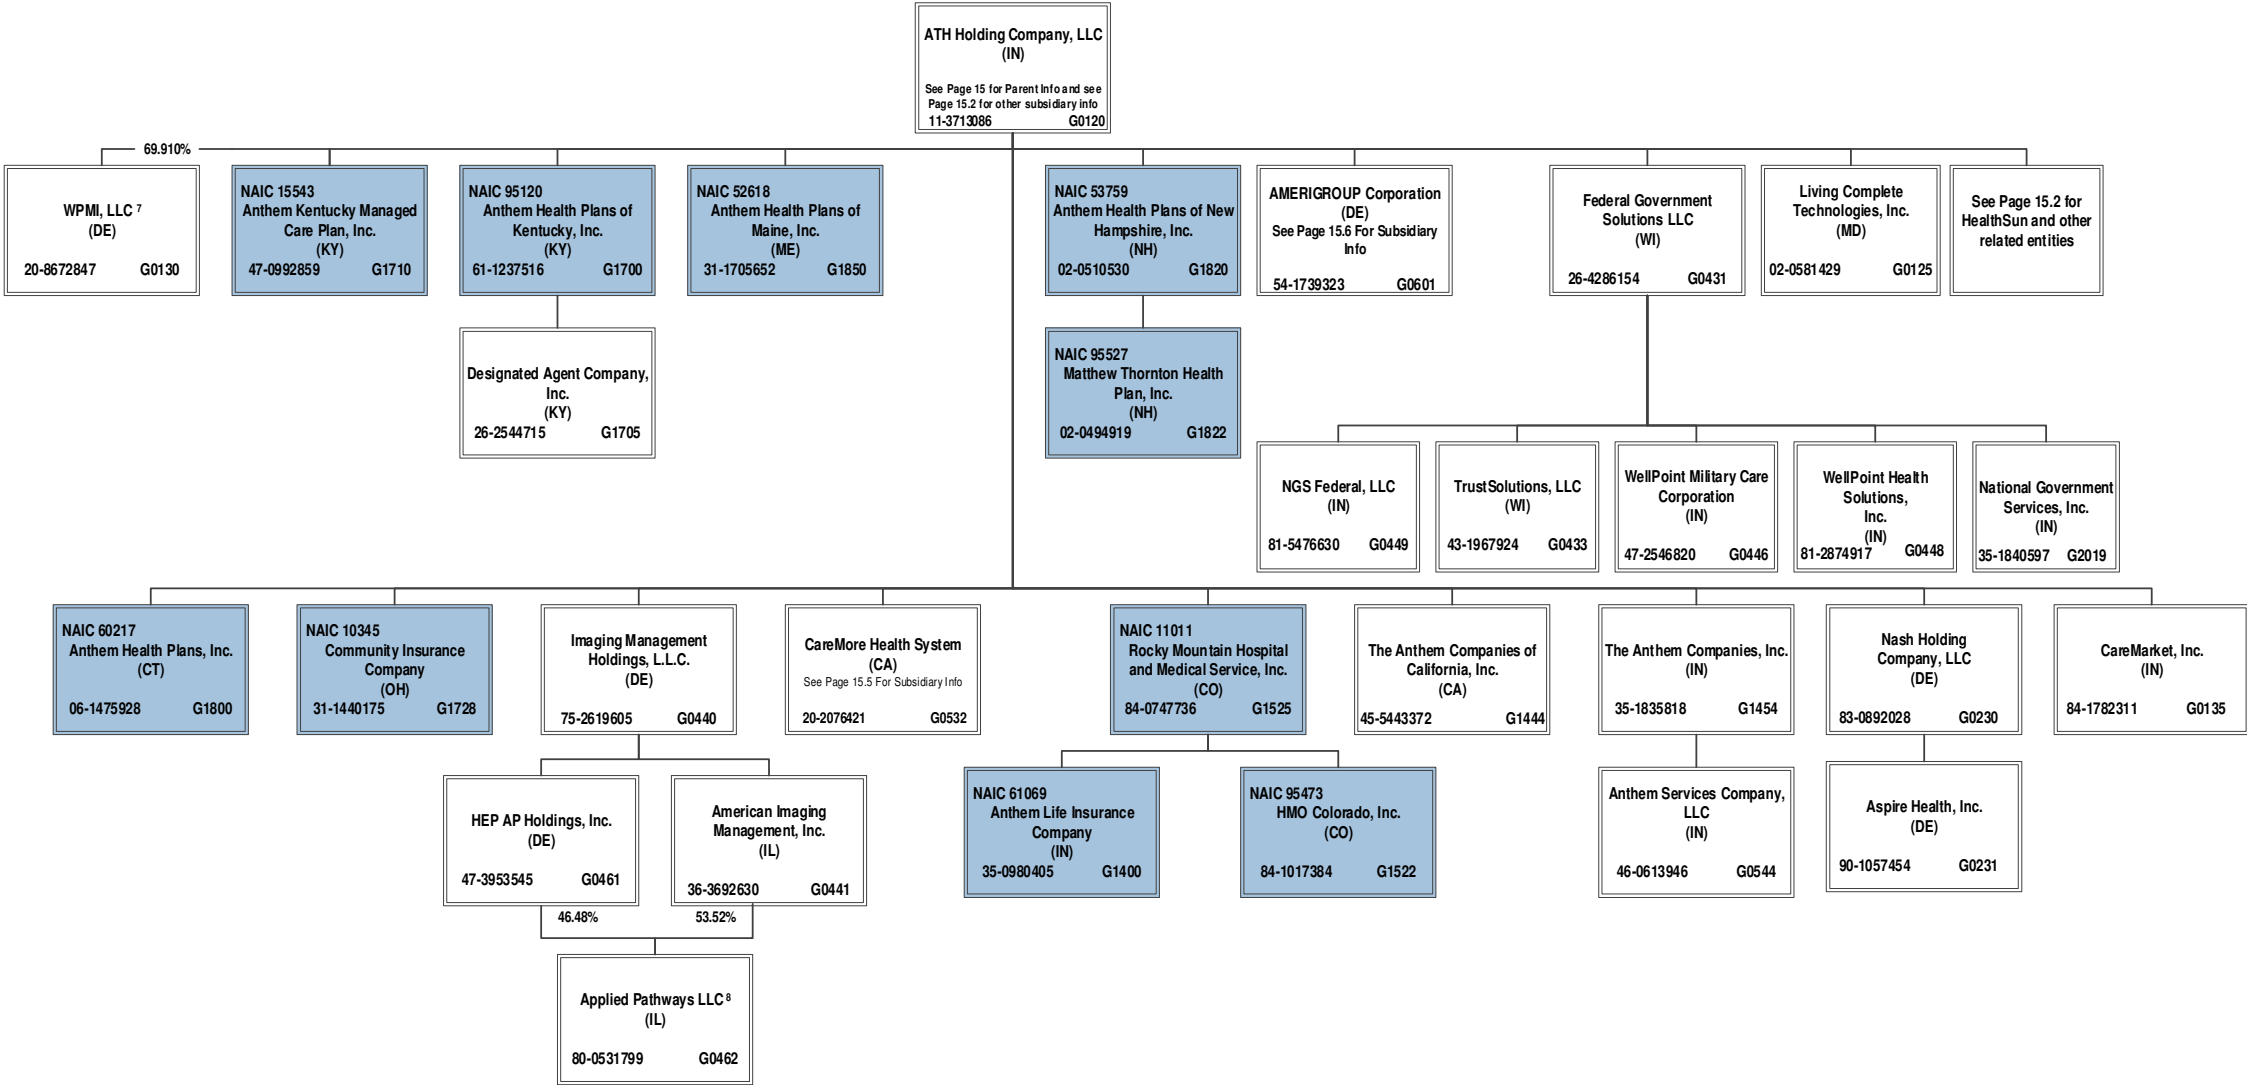 ATH Holding Company, LLC
(IN)
See Page 15 for Parent Info and see
Page 15.2 for other subsidiary info
11-3713086 G0120
69.910%
WPMI, LLC 7
(DE)
20-8672847 G0130
NAIC 15543
Anthem Kentucky Managed
Care Plan, Inc.
(KY)
47-0992859 G1710
NAIC 95120
Anthem Health Plans of
Kentucky, Inc.
(KY)
61-1237516 G1700
NAIC 52618
Anthem Health Plans of
Maine, Inc.
(ME)
31-1705652 G1850
NAIC 53759
Anthem Health Plans of New
Hampshire, Inc.
(NH)
02-0510530 G1820
AMERIGROUP Corporation
(DE)
See Page 15.6 For Subsidiary
Info
54-1739323 G0601
Federal Government
Solutions LLC
(WI)
26-4286154 G0431
Living Complete
Technologies, Inc.
(MD)
02-0581429 G0125
See Page 15.2 for
HealthSun and other
related entities
Designated Agent Company,
Inc.
(KY)
26-2544715 G1705
NAIC 95527
Matthew Thornton Health
Plan, Inc.
(NH)
02-0494919 G1822
NGS Federal, LLC
(IN)
81-5476630 G0449
TrustSolutions, LLC
(WI)
43-1967924 G0433
WellPoint Military Care
Corporation
(IN)
47-2546820 G0446
WellPoint Health
Solutions,
Inc.
(IN)
81-2874917 G0448
National Government
Services, Inc.
(IN)
35-1840597 G2019
NAIC 60217
Anthem Health Plans, Inc.
(CT)
06-1475928 G1800
NAIC 10345
Community Insurance
Company
(OH)
31-1440175 G1728
Imaging Management
Holdings, L.L.C.
(DE)
75-2619605 G0440
CareMore Health System
(CA)
See Page 15.5 For Subsidiary Info
20-2076421 G0532
NAIC 11011
Rocky Mountain Hospital
and Medical Service, Inc.
(CO)
84-0747736 G1525
The Anthem Companies of
California, Inc.
(CA)
45-5443372 G1444
The Anthem Companies, Inc.
(IN)
35-1835818 G1454
Nash Holding
Company, LLC
(DE)
83-0892028 G0230
CareMarket, Inc.
(IN)
84-1782311 G0135
HEP AP Holdings, Inc.
(DE)
47-3953545 G0461
American Imaging
Management, Inc.
(IL)
36-3692630 G0441
NAIC 61069
Anthem Life Insurance
Company
(IN)
35-0980405 G1400
NAIC 95473
HMO Colorado, Inc.
(CO)
84-1017384 G1522
Anthem Services Company,
LLC
(IN)
46-0613946 G0544
Aspire Health, Inc.
(DE)
90-1057454 G0231
46.48% 53.52%
Applied Pathways LLC 8
(IL)
80-0531799 G0462